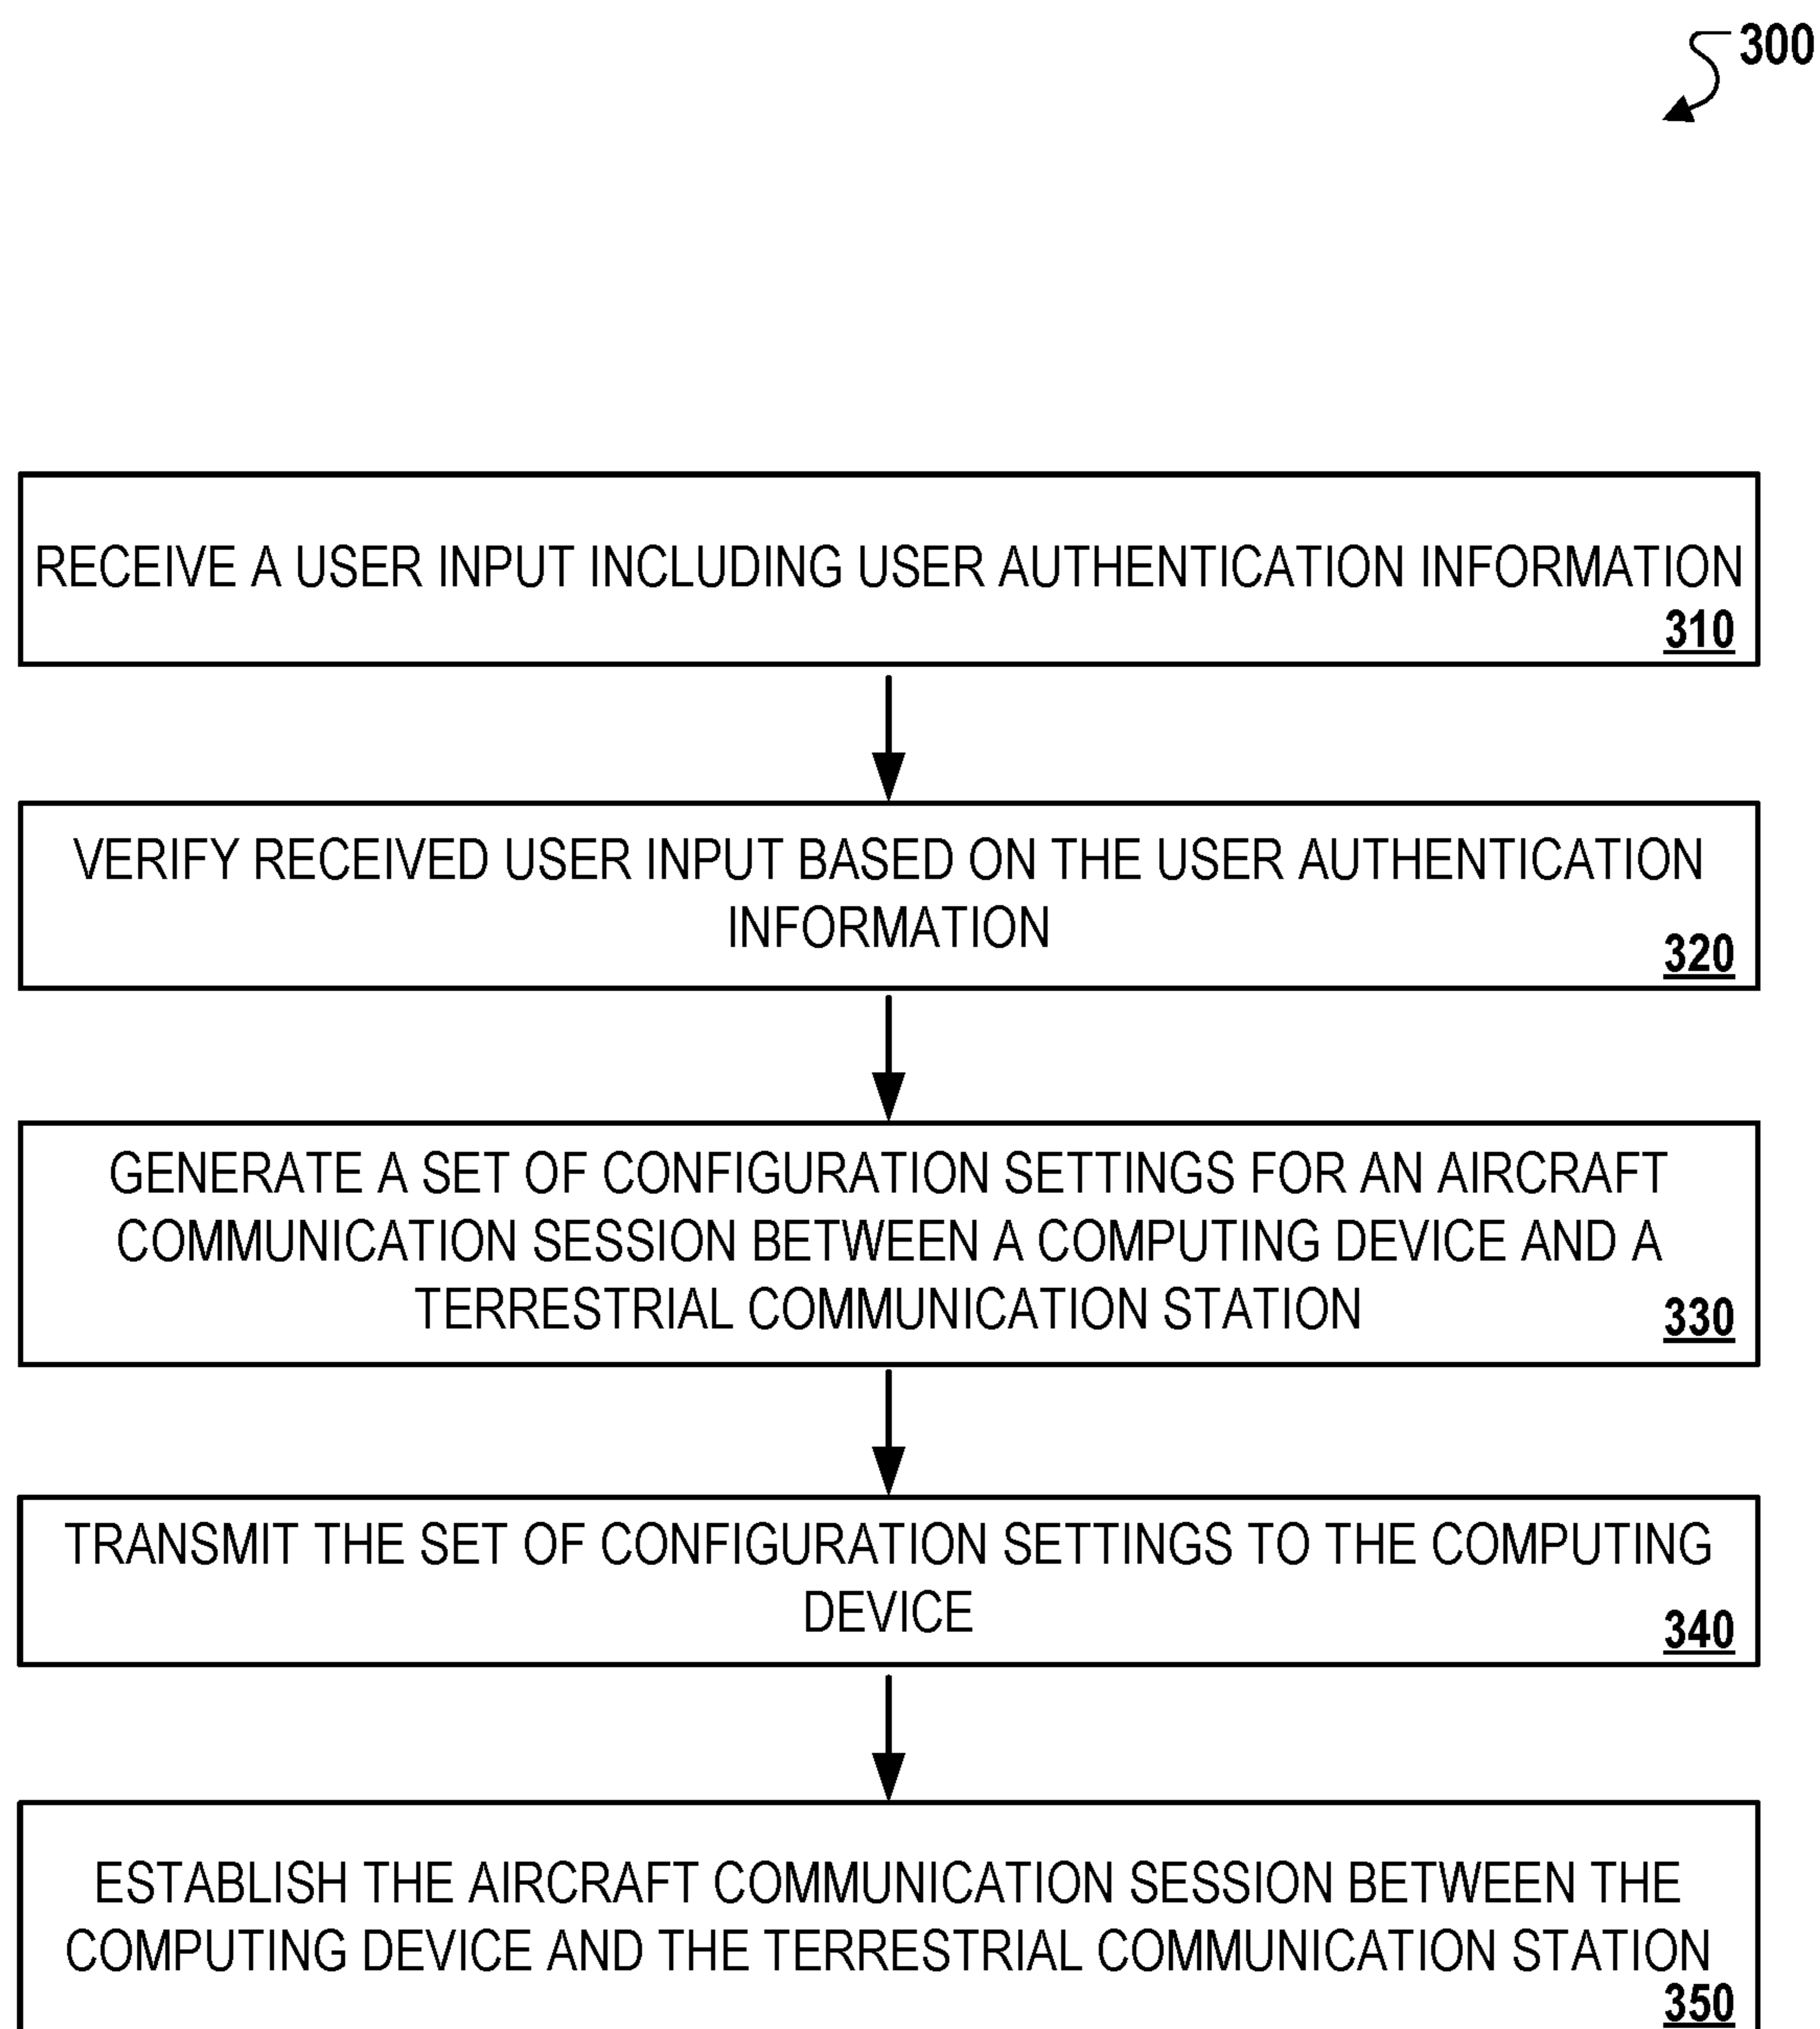 300
RECEIVE A USER INPUT INCLUDING USER AUTHENTICATION INFORMATION
310
VERIFY RECEIVED USER INPUT BASED ON THE USER AUTHENTICATION
INFORMATION
320
GENERATE A SET OF CONFIGURATION SETTINGS FOR AN AIRCRAFT
COMMUNICATION SESSION BETWEEN A COMPUTING DEVICE AND A
TERRESTRIAL COMMUNICATION STATION
330
TRANSMIT THE SET OF CONFIGURATION SETTINGS TO THE COMPUTING
DEVICE
340
ESTABLISH THE AIRCRAFT COMMUNICATION SESSION BETWEEN THE
COMPUTING DEVICE AND THE TERRESTRIAL COMMUNICATION STATION
350